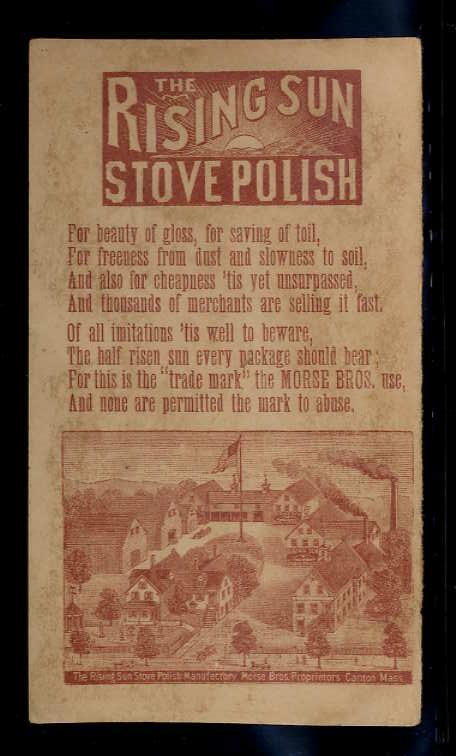 THE
RISING SUN
STOVE POLISH
For beauty of gloss, for saving of toil,
For freeness from dust and slowness to soil,
And also for cheapness 'tis yet unsurpassed,
And thousands of merchants are selling it fast.
Of all imitations 'tis well to beware,
The half risen sun every package should bear;
For this is the "trade mark" the MORSE BROS. use,
And none are permitted the mark to abuse.
The Rising Sun Stove Polish Manufactory Morse Bros. Proprietors Canton Mass.